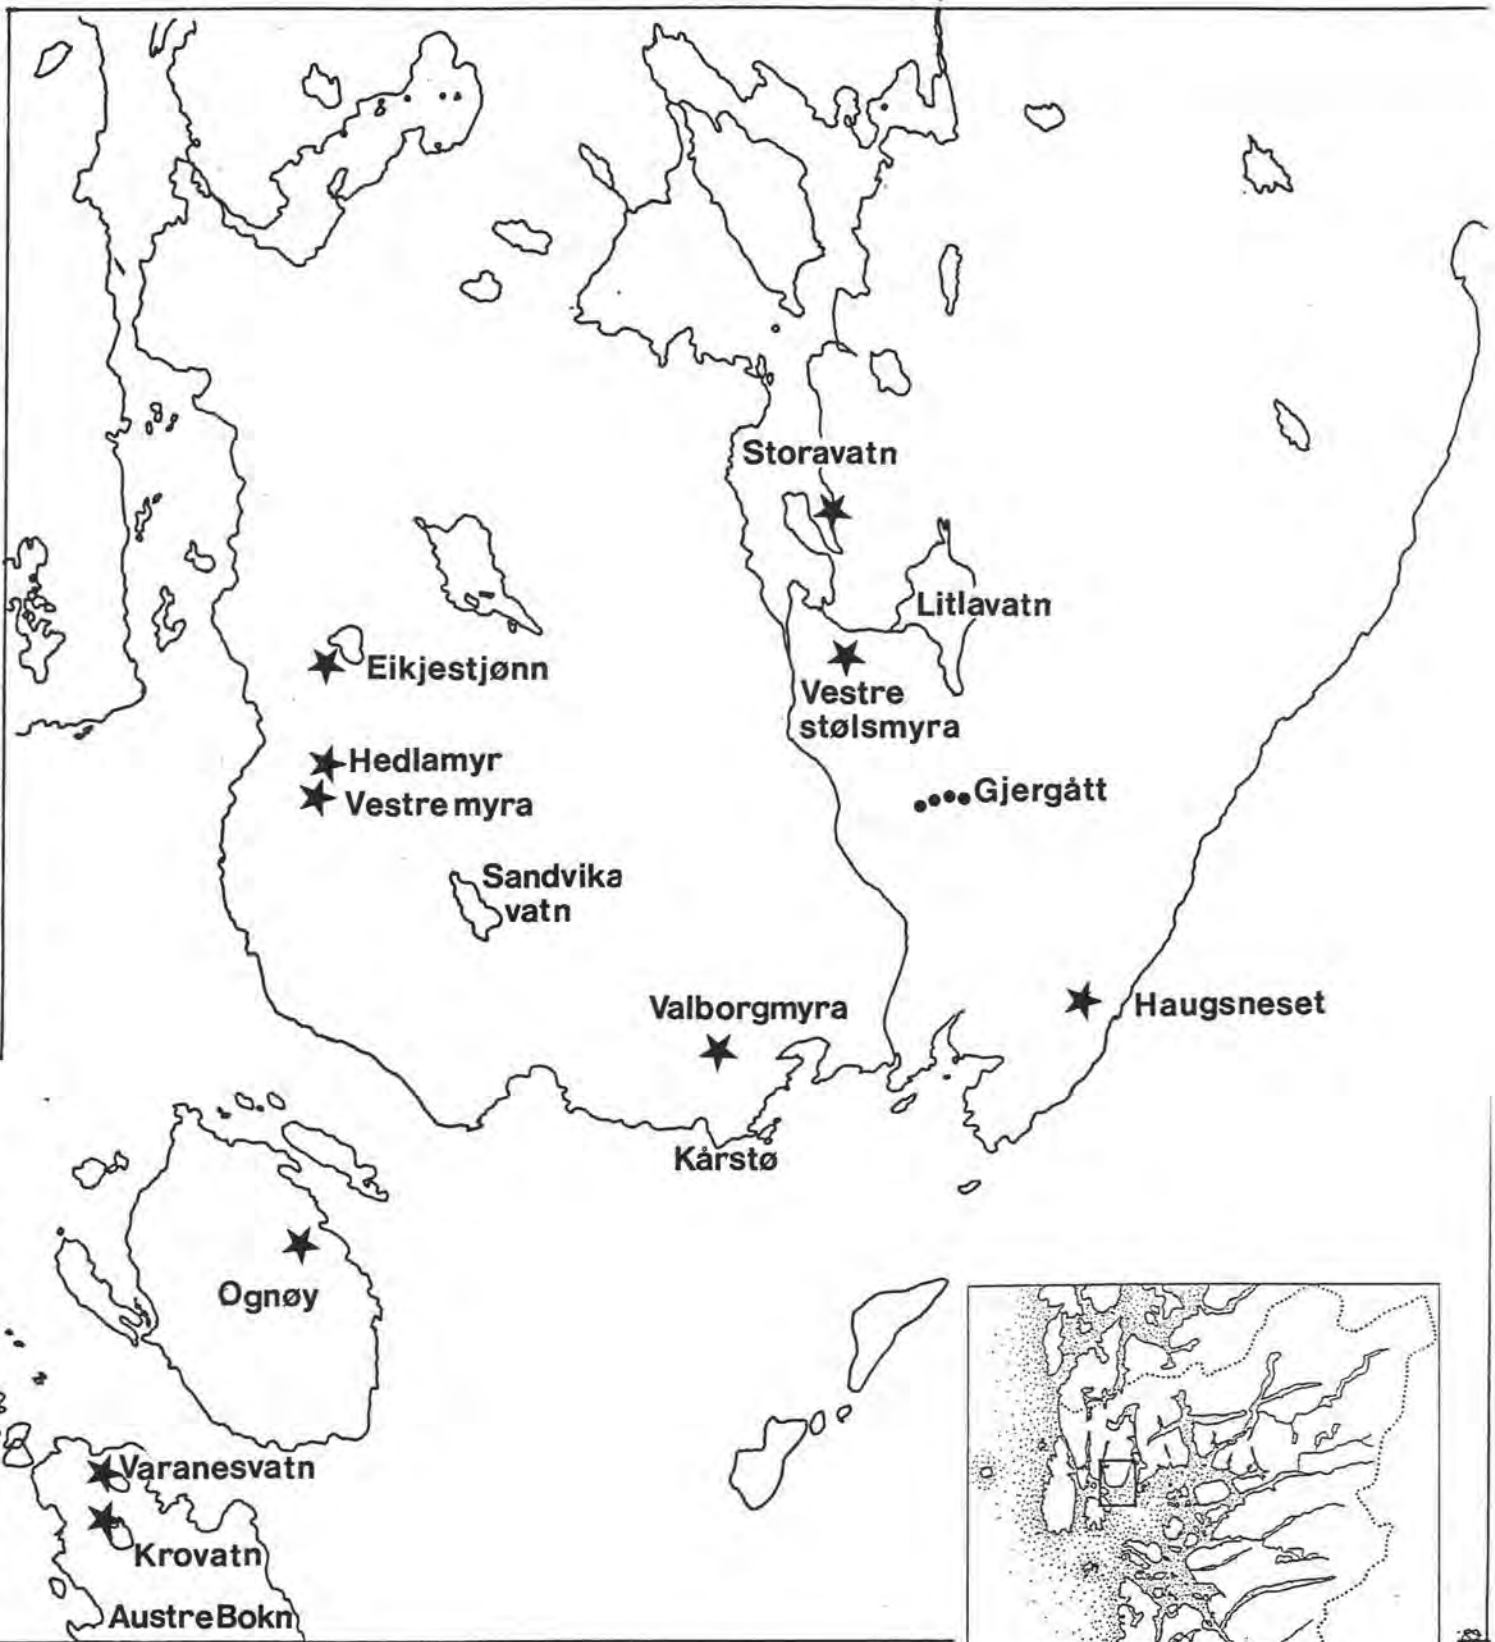 Storavatn
Litlavatn
Eikjestjønn
Vestre
stølsmyra
Hedlamyr
Gjergått
Vestre myra
Sandvika
vatn
Valborgmyra
Haugsneset
Kårstø
Ognøy
Varanesvatn
Krovatn
Austre Bokn